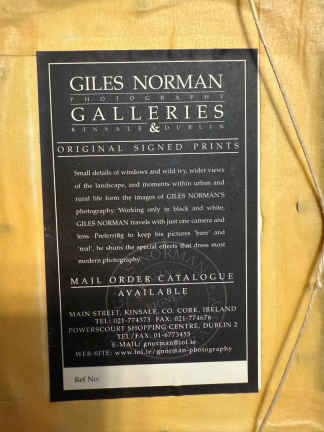 GILES NORMAN
PHOTOGRAPHY
GALLERIES
KINSALE & DUBLIN
ORIGINAL SIGNED PRINTS
Small details of windows and wild ivy, wider views
of the landscape, and moments within urban and
rural life form the images of GILES NORMAN'S
photography. Working only in black and white,
GILES NORMAN travels with just one camera and
lens. Preferring to keep his pictures 'bare' and
'real', he shuns the special effects that dress most
modern photography.
MAIL ORDER CATALOGUE
AVAILABLE
MAIN STREET, KINSALE, CO. CORK, IRELAND
TEL: 021-774373 FAX: 021-774676
POWERSCOURT SHOPPING CENTRE, DUBLIN 2
TEL/FAX: 01-6773455
E-MAIL: gnorman@iol.ie
WEB-SITE: www.iol.ie/gnorman-photography
Ref No: